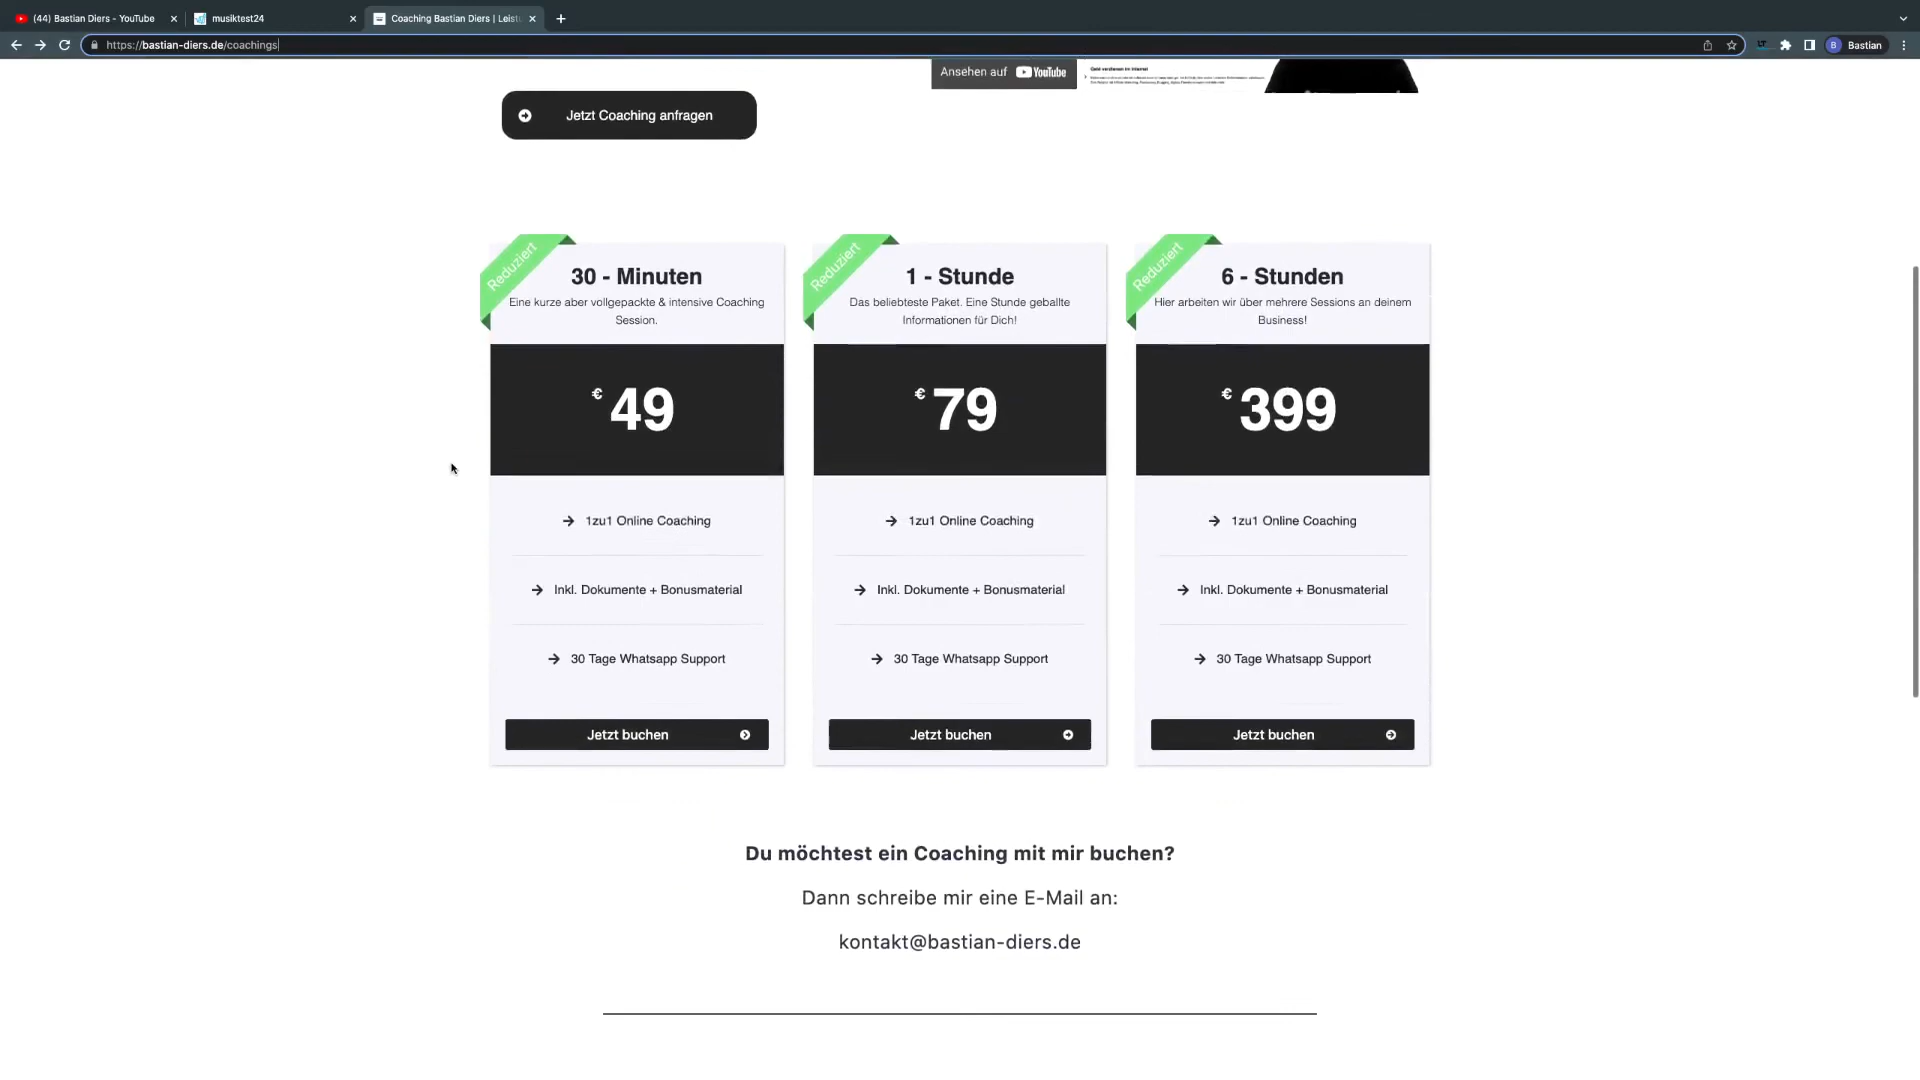 (44) Bastian Diers - YouTube
musiktest24
Coaching Bastian Diers | Leist
https://bastian-diers.de/coachings
Bastian
B
Ansehen auf YouTube
Geld verdienen im Internet
Jetzt Coaching anfragen
Reduziert
30 - Minuten
Eine kurze aber vollgepackte & intensive Coaching
Session.
€ 49
1zu1 Online Coaching
Inkl. Dokumente + Bonusmaterial
30 Tage Whatsapp Support
Jetzt buchen
Reduziert
1 - Stunde
Das beliebteste Paket. Eine Stunde geballte
Informationen für Dich!
€ 79
1zu1 Online Coaching
Inkl. Dokumente + Bonusmaterial
30 Tage Whatsapp Support
Jetzt buchen
Reduziert
6 - Stunden
Hier arbeiten wir über mehrere Sessions an deinem
Business!
€ 399
1zu1 Online Coaching
Inkl. Dokumente + Bonusmaterial
30 Tage Whatsapp Support
Jetzt buchen
Du möchtest ein Coaching mit mir buchen?
Dann schreibe mir eine E-Mail an:
kontakt@bastian-diers.de